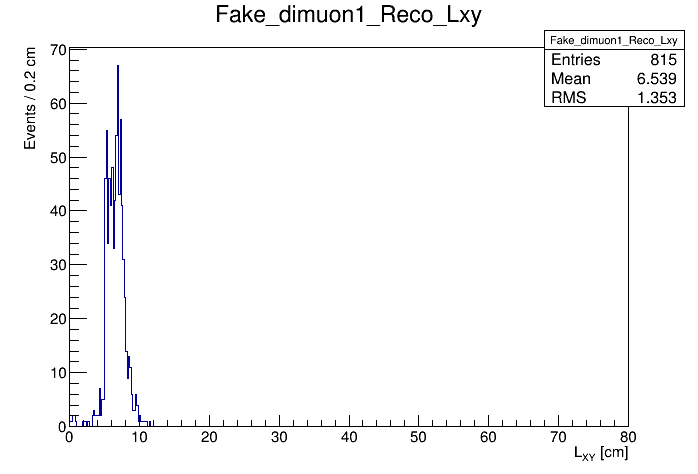 Fake_dimuon1_Reco_Lxy
Fake_dimuon1_Reco_Lxy
Entries 815
Mean 6.539
RMS 1.353
Events / 0.2 cm
70
60
50
40
30
20
10
0
0 10 20 30 40 50 60 70 80
L_XY [cm]